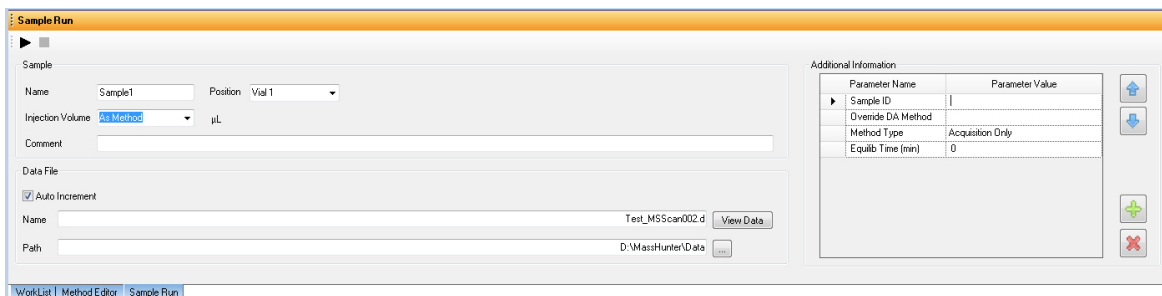 Sample Run
Sample
Name Sample1 Position Vial 1
Injection Volume As Method µL
Comment
Data File
Auto Increment
Name Test_MSScan002.d View Data
Path D:\MassHunter\Data ...
Additional Information
Parameter Name Parameter Value
Sample ID
Override DA Method
Method Type Acquisition Only
Equilib Time (min) 0
WorkList Method Editor Sample Run